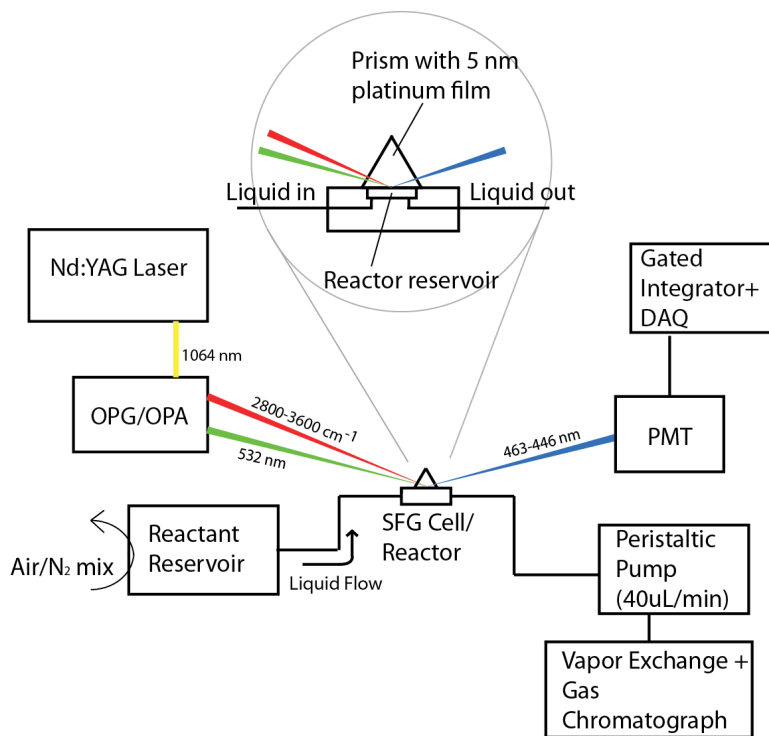 Prism with 5 nm
platinum film
Liquid in
Liquid out
Reactor reservoir
Nd:YAG Laser
1064 nm
OPG/OPA
2800-3600 cm⁻¹
532 nm
463-446 nm
Gated
Integrator+
DAQ
PMT
SFG Cell/
Reactor
Reactant
Reservoir
Air/N₂ mix
Liquid Flow
Peristaltic
Pump
(40uL/min)
Vapor Exchange +
Gas
Chromatograph